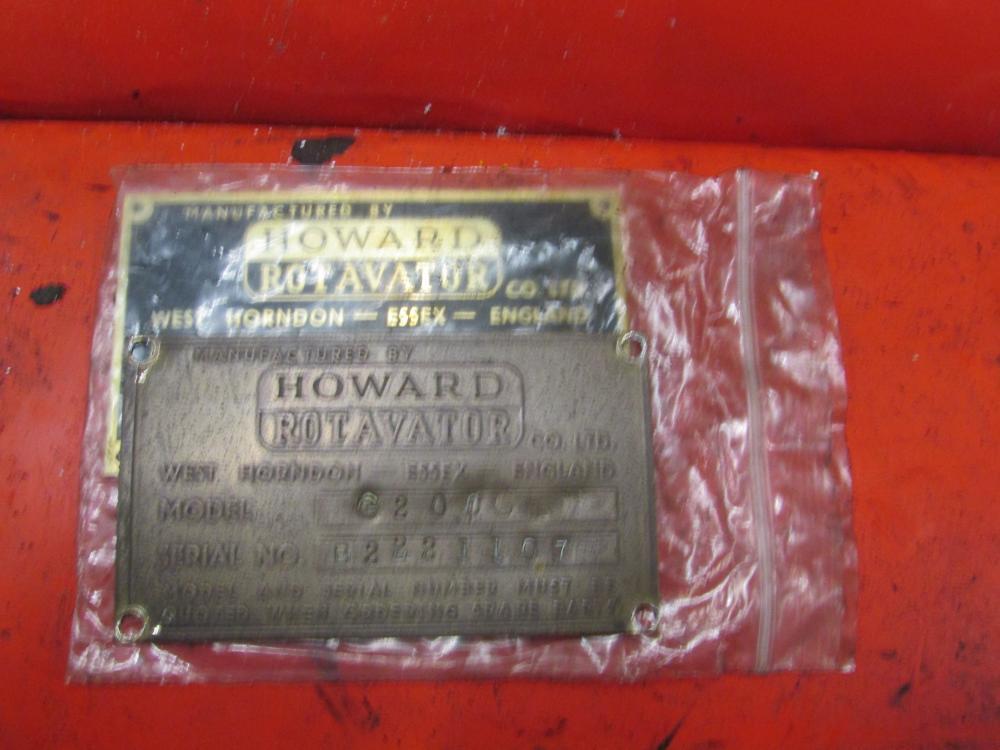 MANUFACTURED BY
HOWARD
ROTAVATOR CO. LTD.
WEST HORNDON — ESSEX — ENGLAND
MANUFACTURED BY
HOWARD
ROTAVATOR CO. LTD.
WEST HORNDON — ESSEX — ENGLAND
MODEL
SERIAL NO
MODEL AND SERIAL NUMBER MUST BE
QUOTED WHEN ORDERING SPARE PARTS